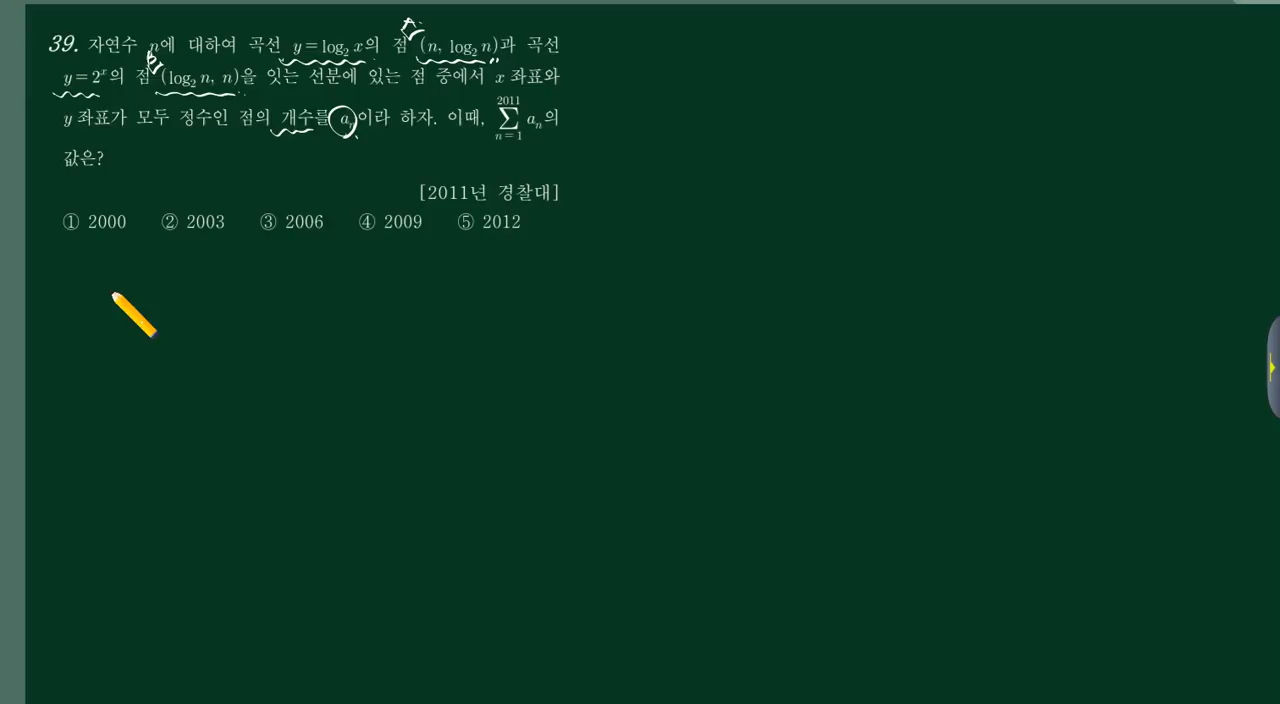 39. 자연수 n에 대하여 곡선 y=log₂x의 점 (n, log₂n)과 곡선
y=2ˣ의 점 (log₂n, n)을 잇는 선분에 있는 점 중에서 x좌표와
y좌표가 모두 정수인 점의 개수를 aₙ이라 하자. 이때, \sum_{n=1}^{2011} aₙ의
값은?
[2011년 경찰대]
① 2000 ② 2003 ③ 2006 ④ 2009 ⑤ 2012